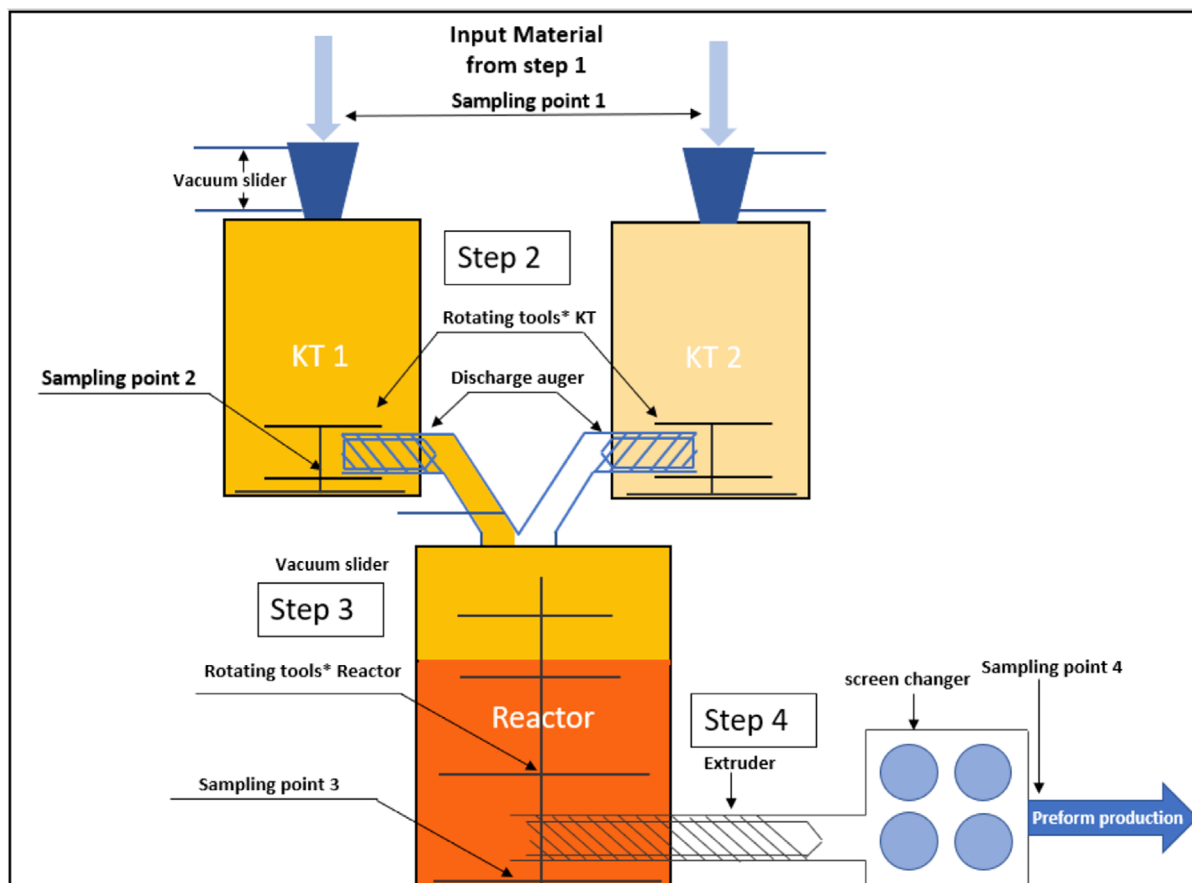 Input Material
from step 1
Sampling point 1
Vacuum slider
Step 2
Rotating tools* KT
KT 1
KT 2
Sampling point 2
Discharge auger
Vacuum slider
Step 3
Rotating tools* Reactor
Sampling point 4
screen changer
Reactor
Step 4
Extruder
Sampling point 3
Preform production